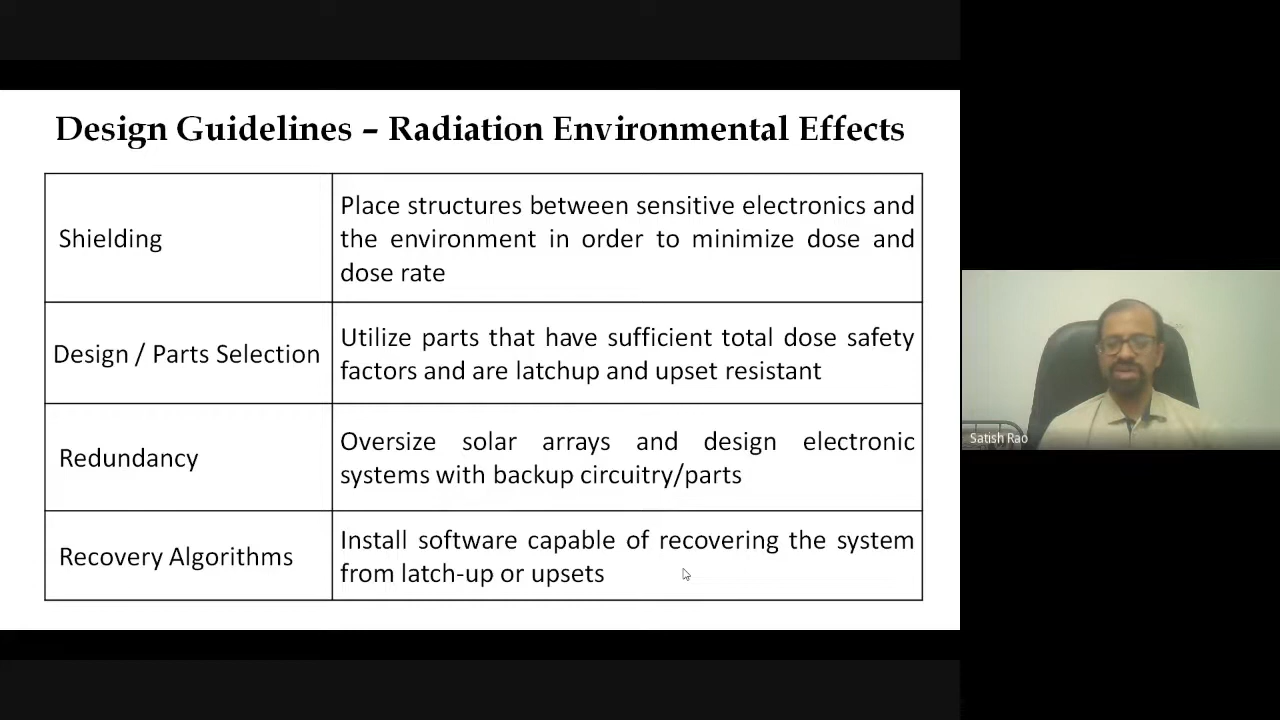 Design Guidelines – Radiation Environmental Effects
Shielding
Place structures between sensitive electronics and
the environment in order to minimize dose and
dose rate
Design / Parts Selection
Utilize parts that have sufficient total dose safety
factors and are latchup and upset resistant
Redundancy
Oversize solar arrays and design electronic
systems with backup circuitry/parts
Recovery Algorithms
Install software capable of recovering the system
from latch-up or upsets
Satish Rao